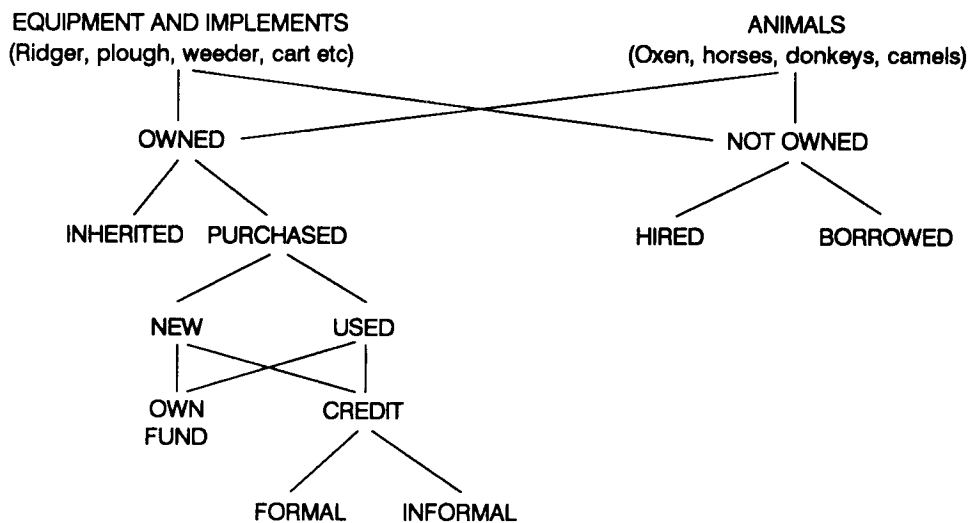 EQUIPMENT AND IMPLEMENTS
(Ridger, plough, weeder, cart etc)
ANIMALS
(Oxen, horses, donkeys, camels)
OWNED
NOT OWNED
INHERITED
PURCHASED
HIRED
BORROWED
NEW
USED
OWN
FUND
CREDIT
FORMAL
INFORMAL